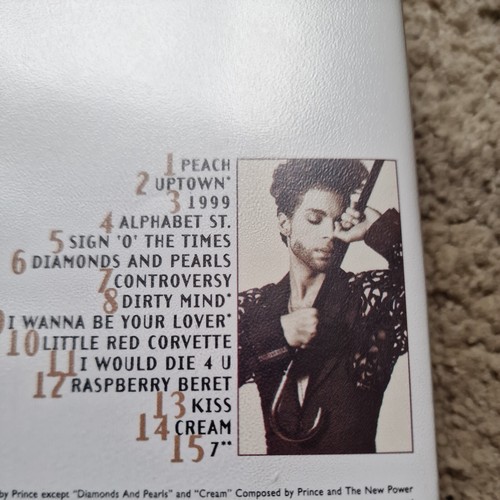 1 PEACH
2 UPTOWN*
3 1999
4 ALPHABET ST.
5 SIGN 'O' THE TIMES
6 DIAMONDS AND PEARLS
7 CONTROVERSY
8 DIRTY MIND*
9 I WANNA BE YOUR LOVER*
10 LITTLE RED CORVETTE
11 I WOULD DIE 4 U
12 RASPBERRY BERET
13 KISS
14 CREAM
15 7**
by Prince except "Diamonds And Pearls" and "Cream" Composed by Prince and The New Power